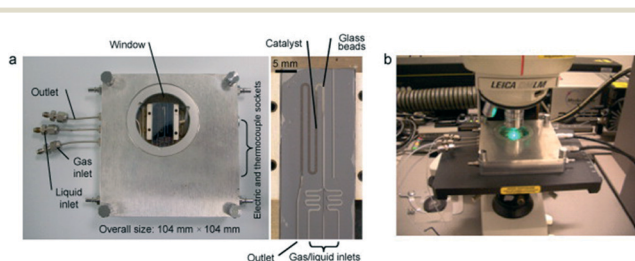 a
Window
Outlet
Gas
inlet
Liquid
inlet
Electric and thermocouple sockets
Overall size: 104 mm × 104 mm
Catalyst
Glass
beads
5 mm
Outlet
Gas/liquid inlets
b
LEICA DMLM